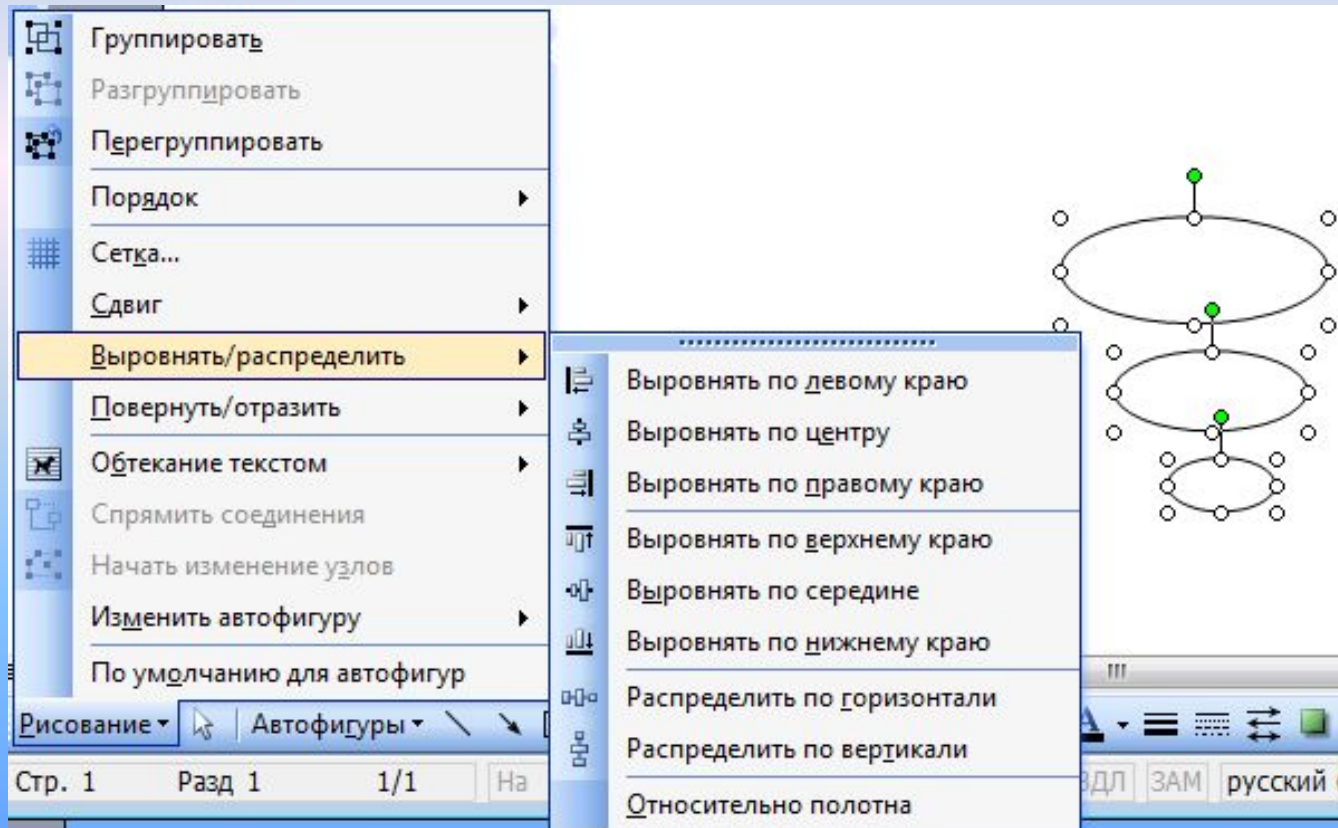 Группировать
Разгруппировать
Перегруппировать
Порядок
Сетка...
Сдвиг
Выровнять/распределить
Повернуть/отразить
Обтекание текстом
Спрямить соединения
Начать изменение узлов
Изменить автофигуру
По умолчанию для автофигур
Выровнять по левому краю
Выровнять по центру
Выровнять по правому краю
Выровнять по верхнему краю
Выровнять по середине
Выровнять по нижнему краю
Распределить по горизонтали
Распределить по вертикали
Относительно полотна
Рисование Автофигуры A
Стр. 1 Разд 1 1/1 На ЗАМ русский